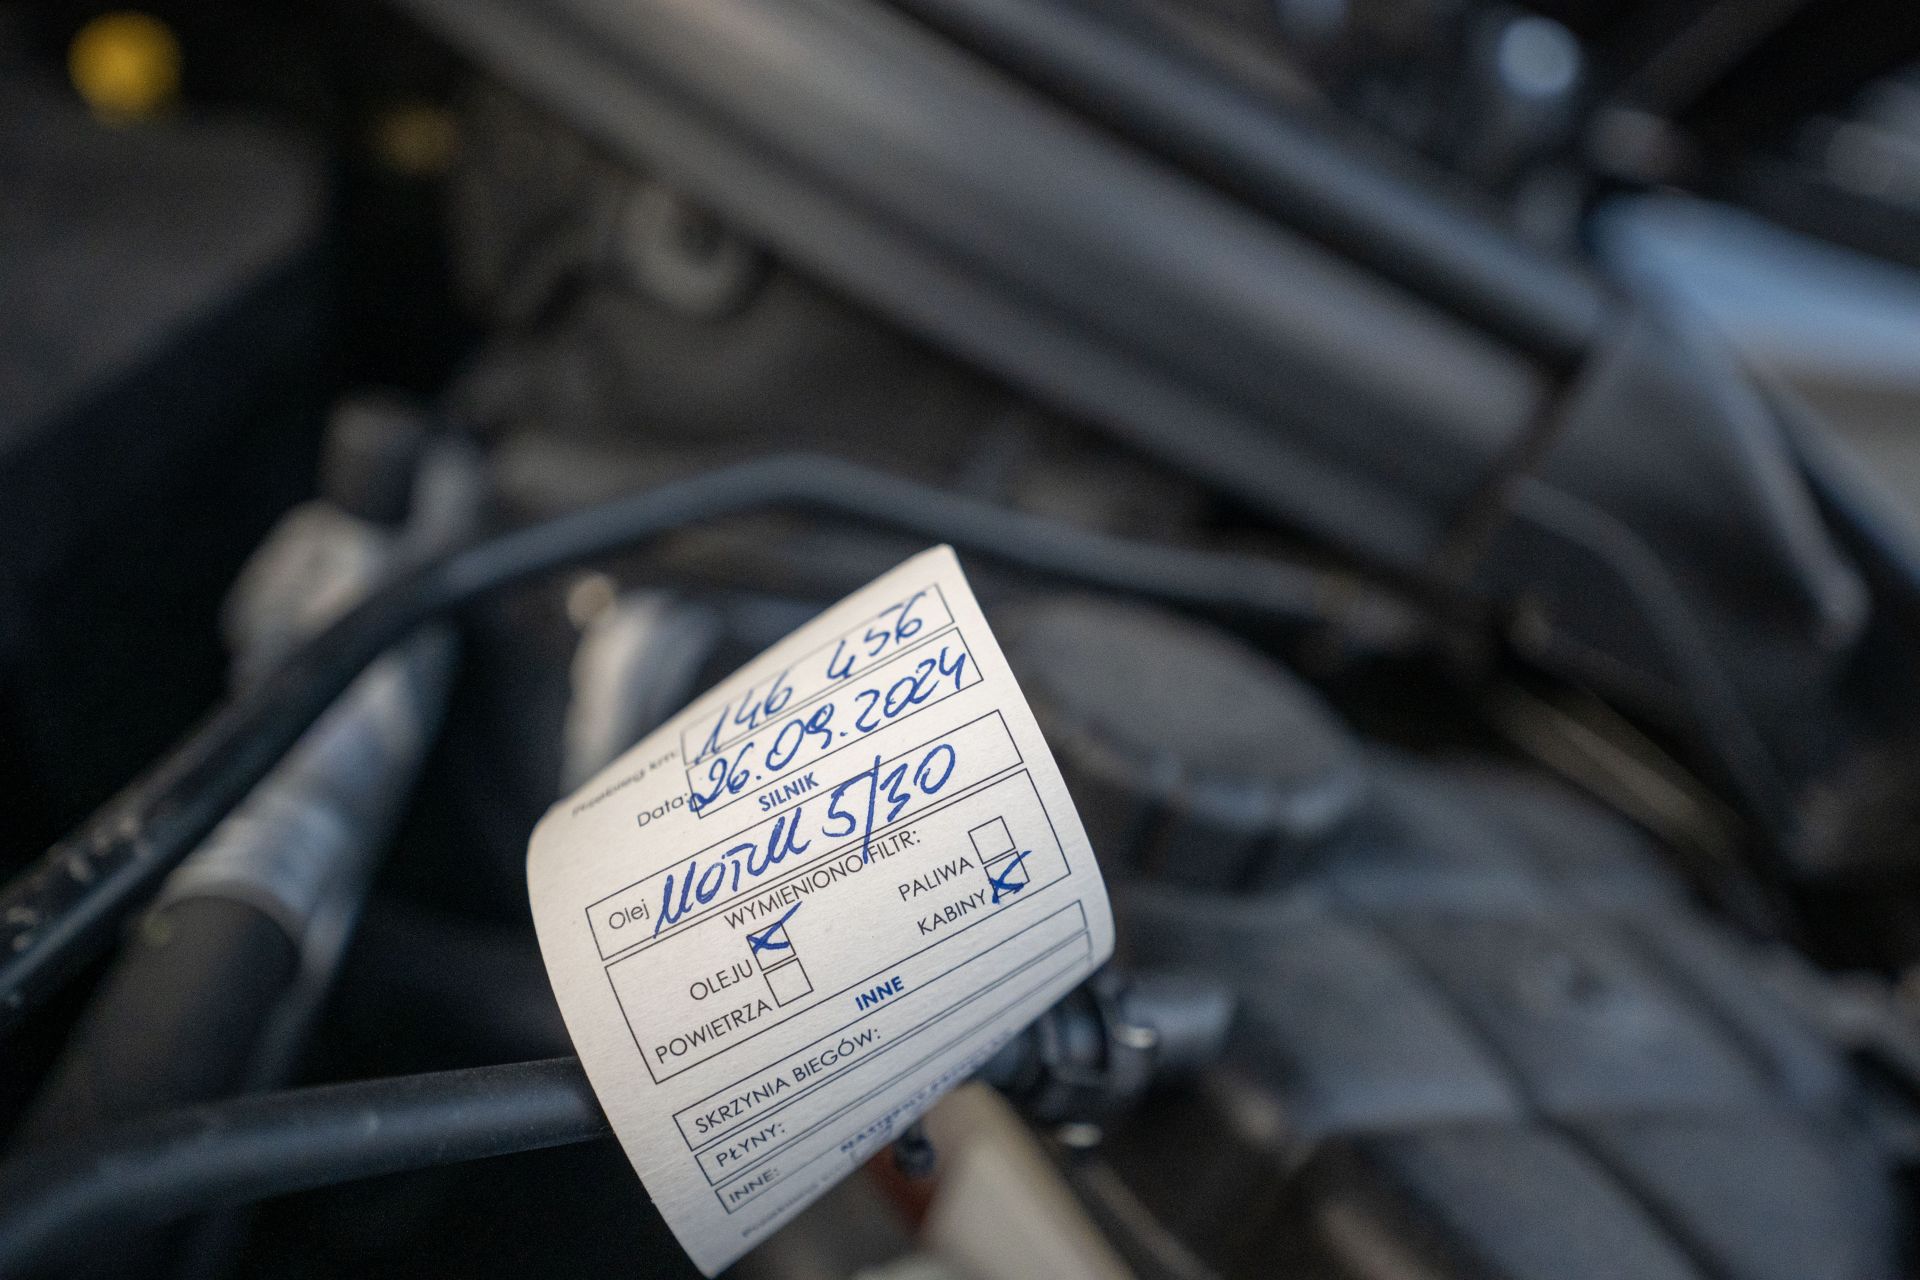 Przebieg km: 146 456
Data: 26.09.2024
SILNIK
Olej MOTUL 5/30
WYMIENIONO FILTR:
OLEJU PALIWA
POWIETRZA KABINY
INNE
SKRZYNIA BIEGÓW:
PŁYNY:
INNE: